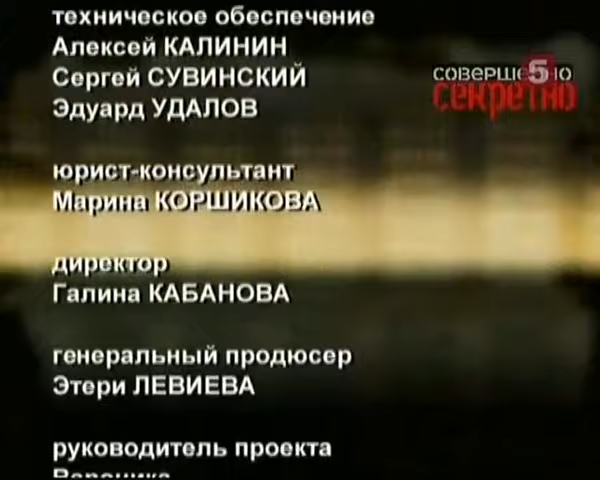 техническое обеспечение
Алексей КАЛИНИН
Сергей СУВИНСКИЙ
Эдуард УДАЛОВ
юрист-консультант
Марина КОРШИКОВА
директор
Галина КАБАНОВА
генеральный продюсер
Этери ЛЕВИЕВА
руководитель проекта
5
секретно